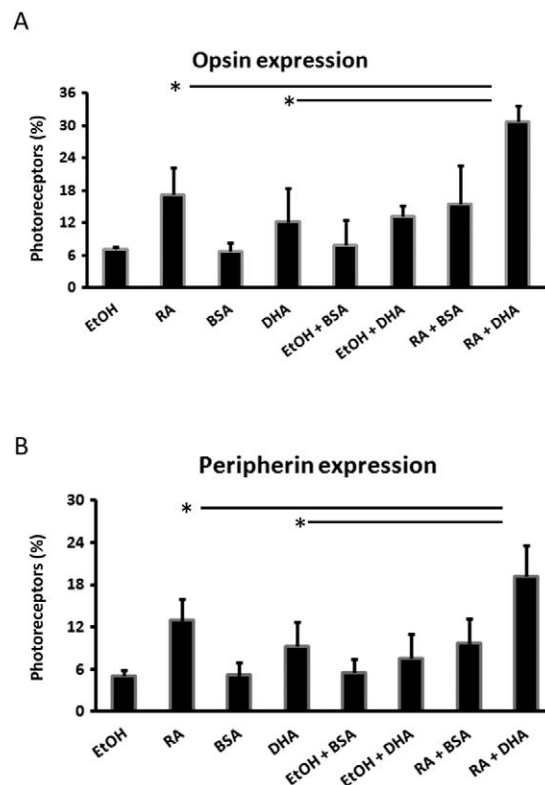 A
Opsin expression
*
*
Photoreceptors (%)
36
30
24
18
12
6
0
EtOH
RA
BSA
DHA
EtOH + BSA
EtOH + DHA
RA + BSA
RA + DHA
B
Peripherin expression
*
*
Photoreceptors (%)
30
24
18
12
6
0
EtOH
RA
BSA
DHA
EtOH + BSA
EtOH + DHA
RA + BSA
RA + DHA